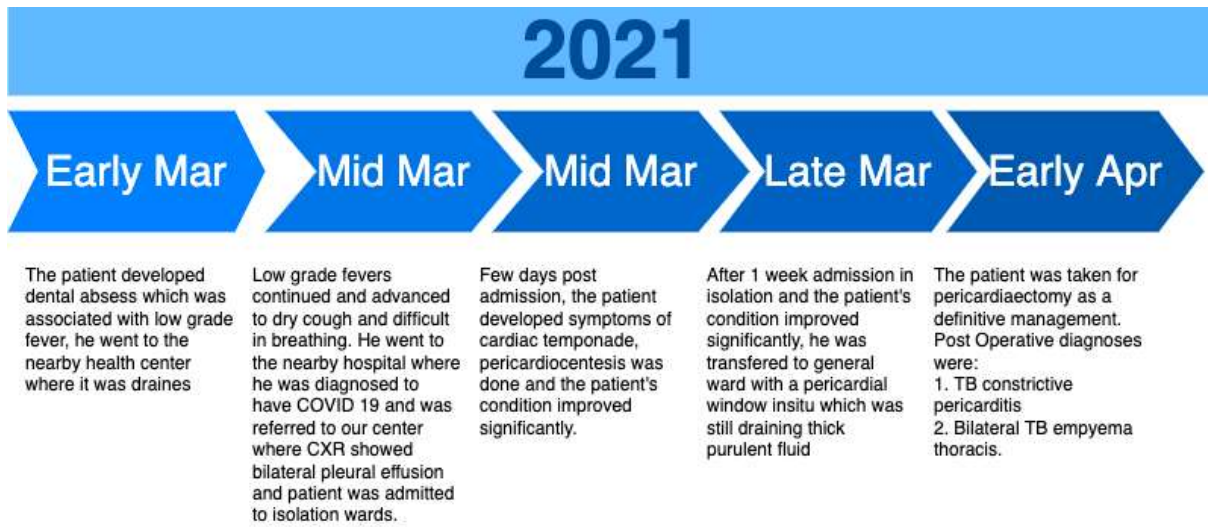 2021
Early Mar
Mid Mar
Mid Mar
Late Mar
Early Apr
The patient developed
dental absess which was
associated with low grade
fever, he went to the
nearby health center
where it was draines
Low grade fevers
continued and advanced
to dry cough and difficult
in breathing. He went to
the nearby hospital where
he was diagnosed to
have COVID 19 and was
referred to our center
where CXR showed
bilateral pleural effusion
and patient was admitted
to isolation wards.
Few days post
admission, the patient
developed symptoms of
cardiac temponade,
pericardiocentesis was
done and the patient's
condition improved
significantly.
After 1 week admission in
isolation and the patient's
condition improved
significantly, he was
transfered to general
ward with a pericardial
window insitu which was
still draining thick
purulent fluid
The patient was taken for
pericardiaectomy as a
definitive management.
Post Operative diagnoses
were:
1. TB constrictive
pericarditis
2. Bilateral TB empyema
thoracis.